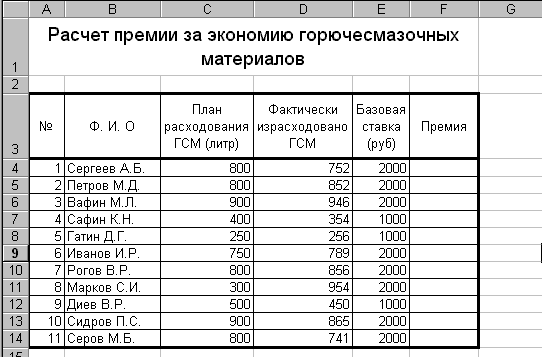 A B C D E F G
1 Расчет премии за экономию горючесмазочных
материалов
2
3 № Ф. И. О План расходования ГСМ (литр) Фактически израсходовано ГСМ Базовая ставка (руб) Премия
4 1 Сергеев А.Б. 800 752 2000
5 2 Петров М.Д. 800 852 2000
6 3 Вафин М.Л. 900 946 2000
7 4 Сафин К.Н. 400 354 1000
8 5 Гатин Д.Г. 250 256 1000
9 6 Иванов И.Р. 750 789 2000
10 7 Рогов В.Р. 800 856 2000
11 8 Марков С.И. 300 954 2000
12 9 Диев В.Р. 500 450 1000
13 10 Сидров П.С. 900 865 2000
14 11 Серов М.Б. 800 741 2000